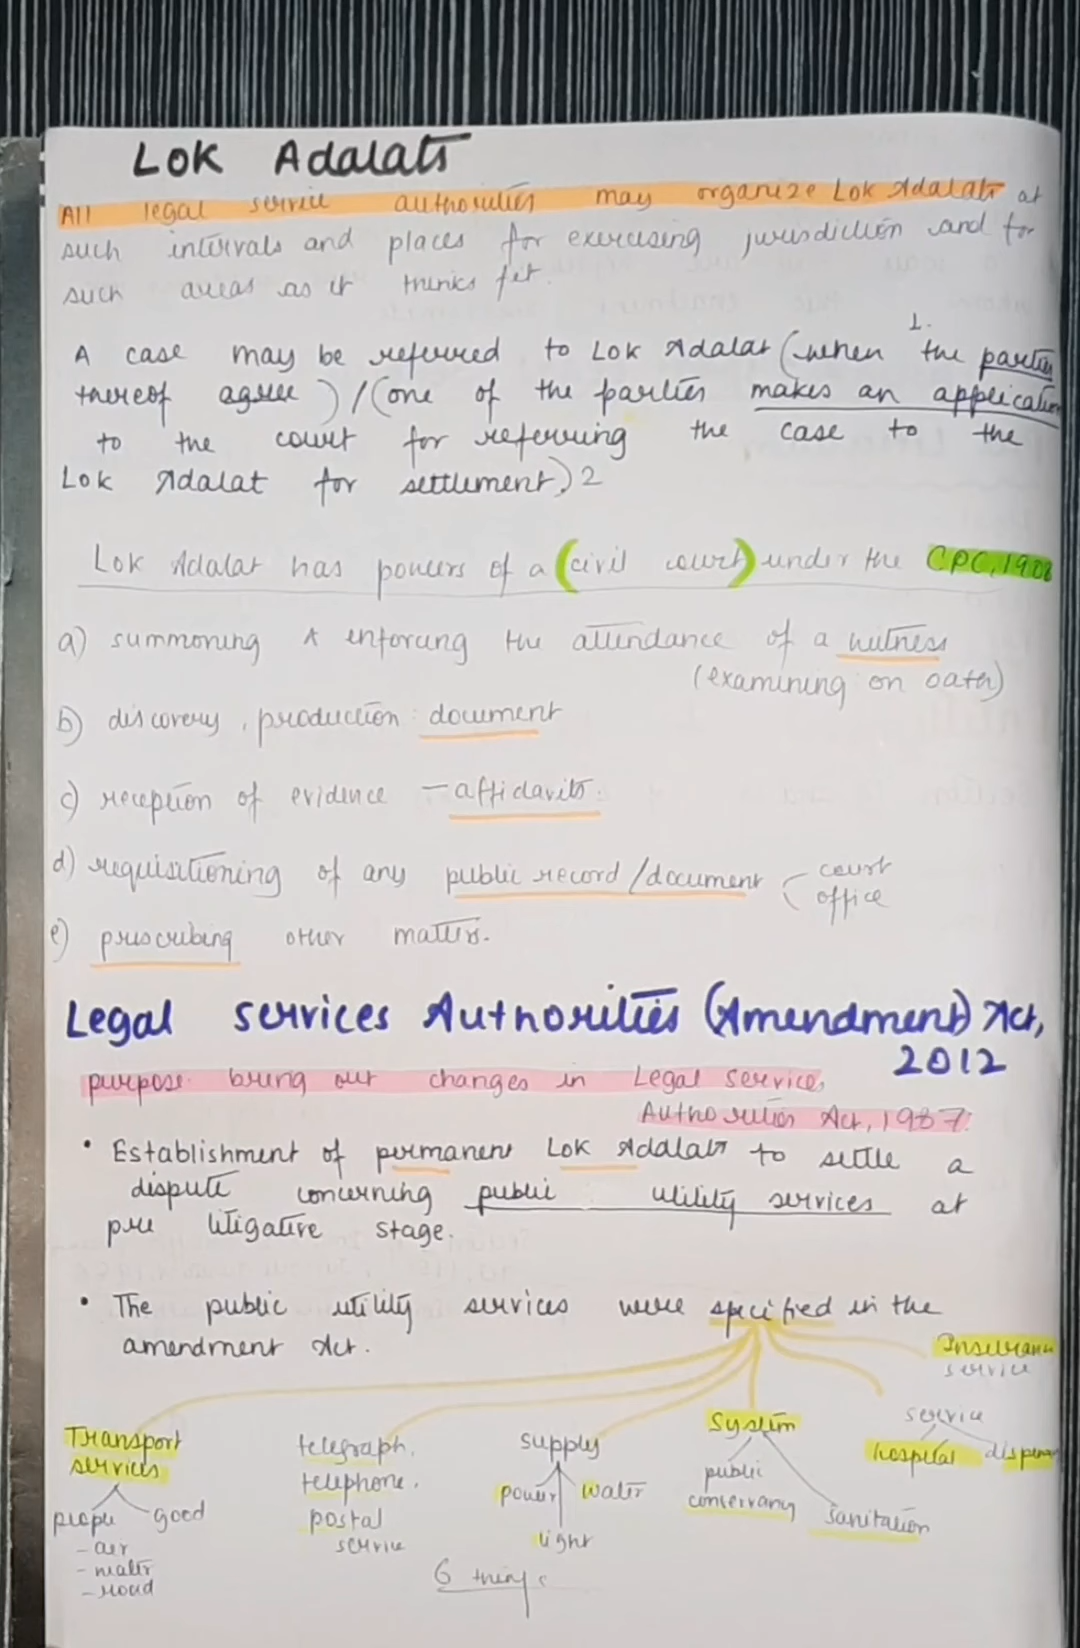 Lok Adalats
All legal service authorities may organize Lok Adalats at
such intervals and places for exercising jurisdiction and for
such areas as it thinks fit.
1.
A case may be referred to Lok Adalat (when the parties
thereof agree) / (one of the parties makes an application
to the court for referring the case to the
Lok Adalat for settlement.) 2
Lok Adalat has powers of a (civil court) under the CPC, 1908
a) summoning & enforcing the attendance of a witness
(examining on oath)
b) discovery, production : document
c) reception of evidence - affidavits.
d) requisitioning of any public record / document court
office
e) prescribing other matters.
Legal services Authorities (Amendment) Act,
2012
purpose bring out changes in Legal service
Authorities Act, 1987.
• Establishment of permanent Lok Adalats to settle a
dispute concerning public utility services at
pre litigative stage.
• The public utility services were specified in the
amendment Act.
Insurance
service
Transport
services
people good
- air
- water
- road
telegraph,
telephone,
postal
service
supply
power water
light
system
public
conservancy
sanitation
service
hospital
6 things